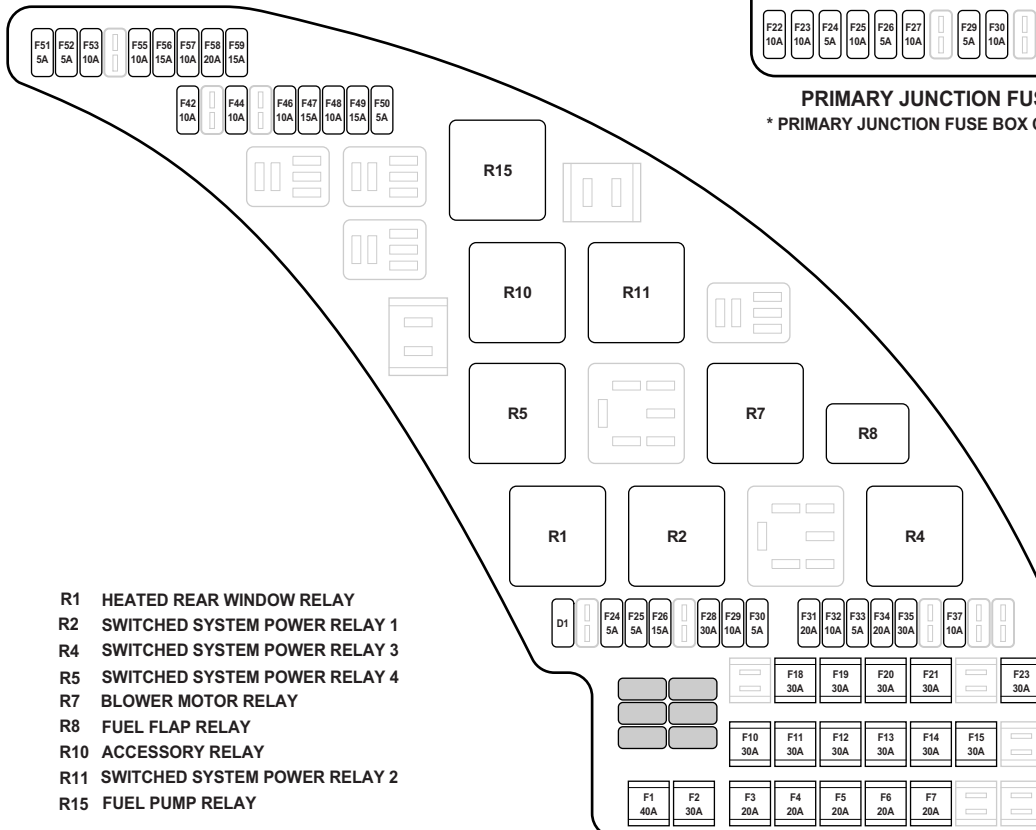 F22 F23 F24 F25 F26 F27 F29 F30
10A 10A 5A 10A 5A 10A 5A 10A
PRIMARY JUNCTION FUS
* PRIMARY JUNCTION FUSE BOX
F51 F52 F53 F55 F56 F57 F58 F59
5A 5A 10A 10A 15A 10A 20A 15A
F42 F44 F46 F47 F48 F49 F50
10A 10A 10A 15A 10A 15A 5A
R15
R10 R11
R5 R7
R8
R1 R2 R4
R1 HEATED REAR WINDOW RELAY
R2 SWITCHED SYSTEM POWER RELAY 1
R4 SWITCHED SYSTEM POWER RELAY 3
R5 SWITCHED SYSTEM POWER RELAY 4
R7 BLOWER MOTOR RELAY
R8 FUEL FLAP RELAY
R10 ACCESSORY RELAY
R11 SWITCHED SYSTEM POWER RELAY 2
R15 FUEL PUMP RELAY
D1 F24 F25 F26 F28 F29 F30 F31 F32 F33 F34 F35 F37
5A 5A 15A 30A 10A 5A 20A 10A 5A 20A 30A 10A
F18 F19 F20 F21 F23
30A 30A 30A 30A 30A
F10 F11 F12 F13 F14 F15
30A 30A 30A 30A 30A 30A
F1 F2 F3 F4 F5 F6 F7
40A 30A 20A 20A 20A 20A 20A